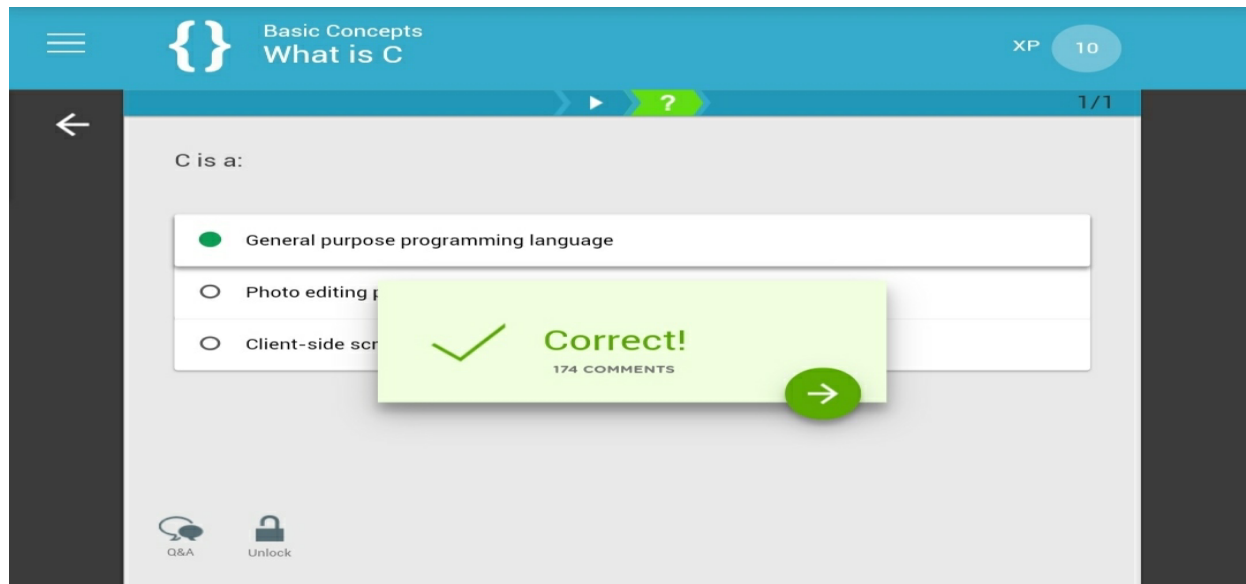 { }
Basic Concepts
What is C
XP 10
?
1/1
C is a:
General purpose programming language
Photo editing
Client-side
Correct!
174 COMMENTS
Q&A
Unlock